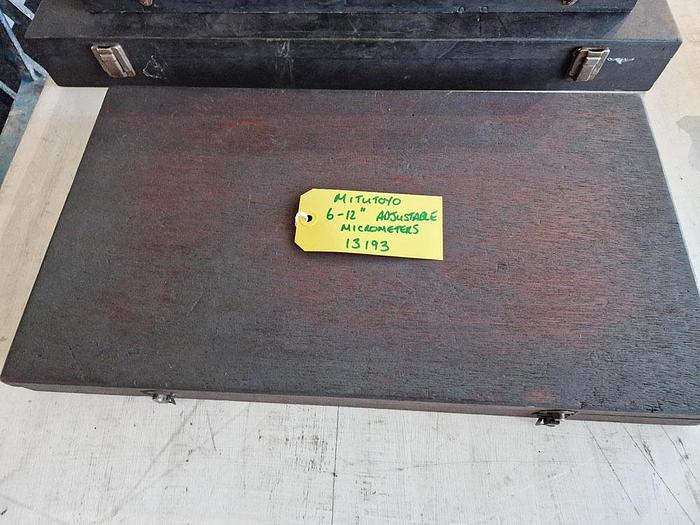 MITUTOYO
6-12" ADJUSTABLE
MICROMETERS
13193